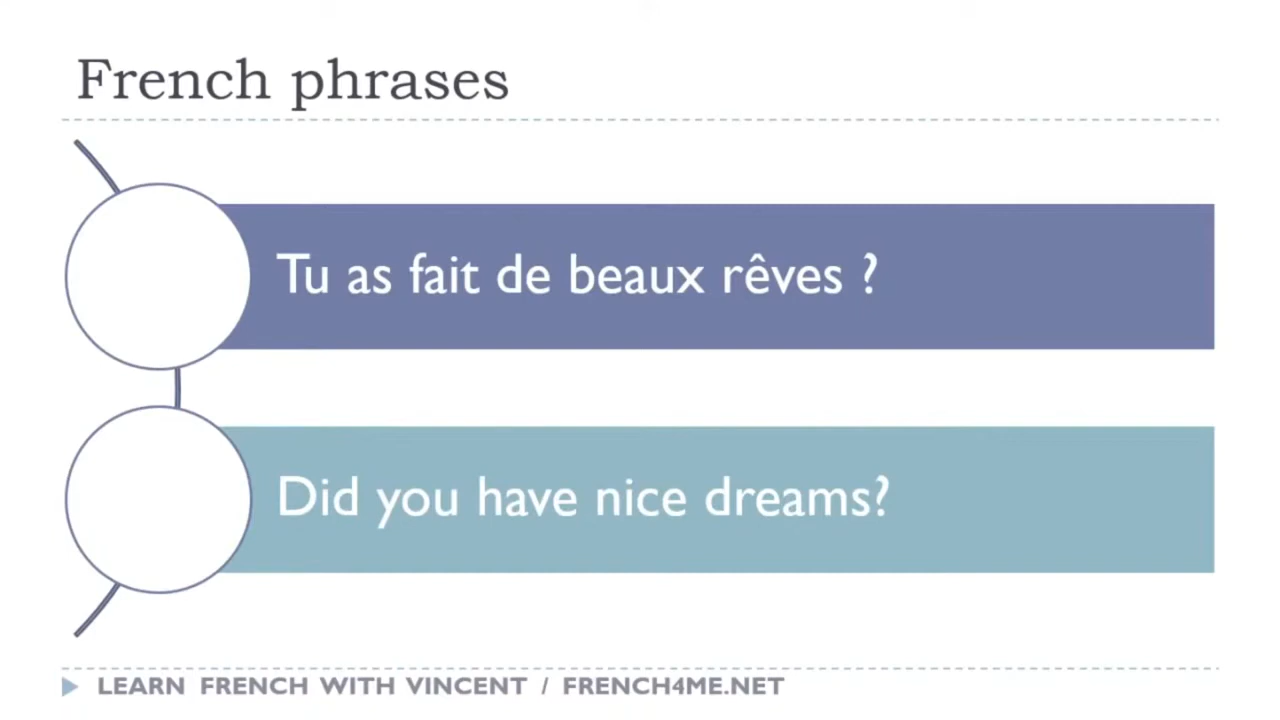 French phrases
Tu as fait de beaux rêves ?
Did you have nice dreams?
LEARN FRENCH WITH VINCENT / FRENCH4ME.NET